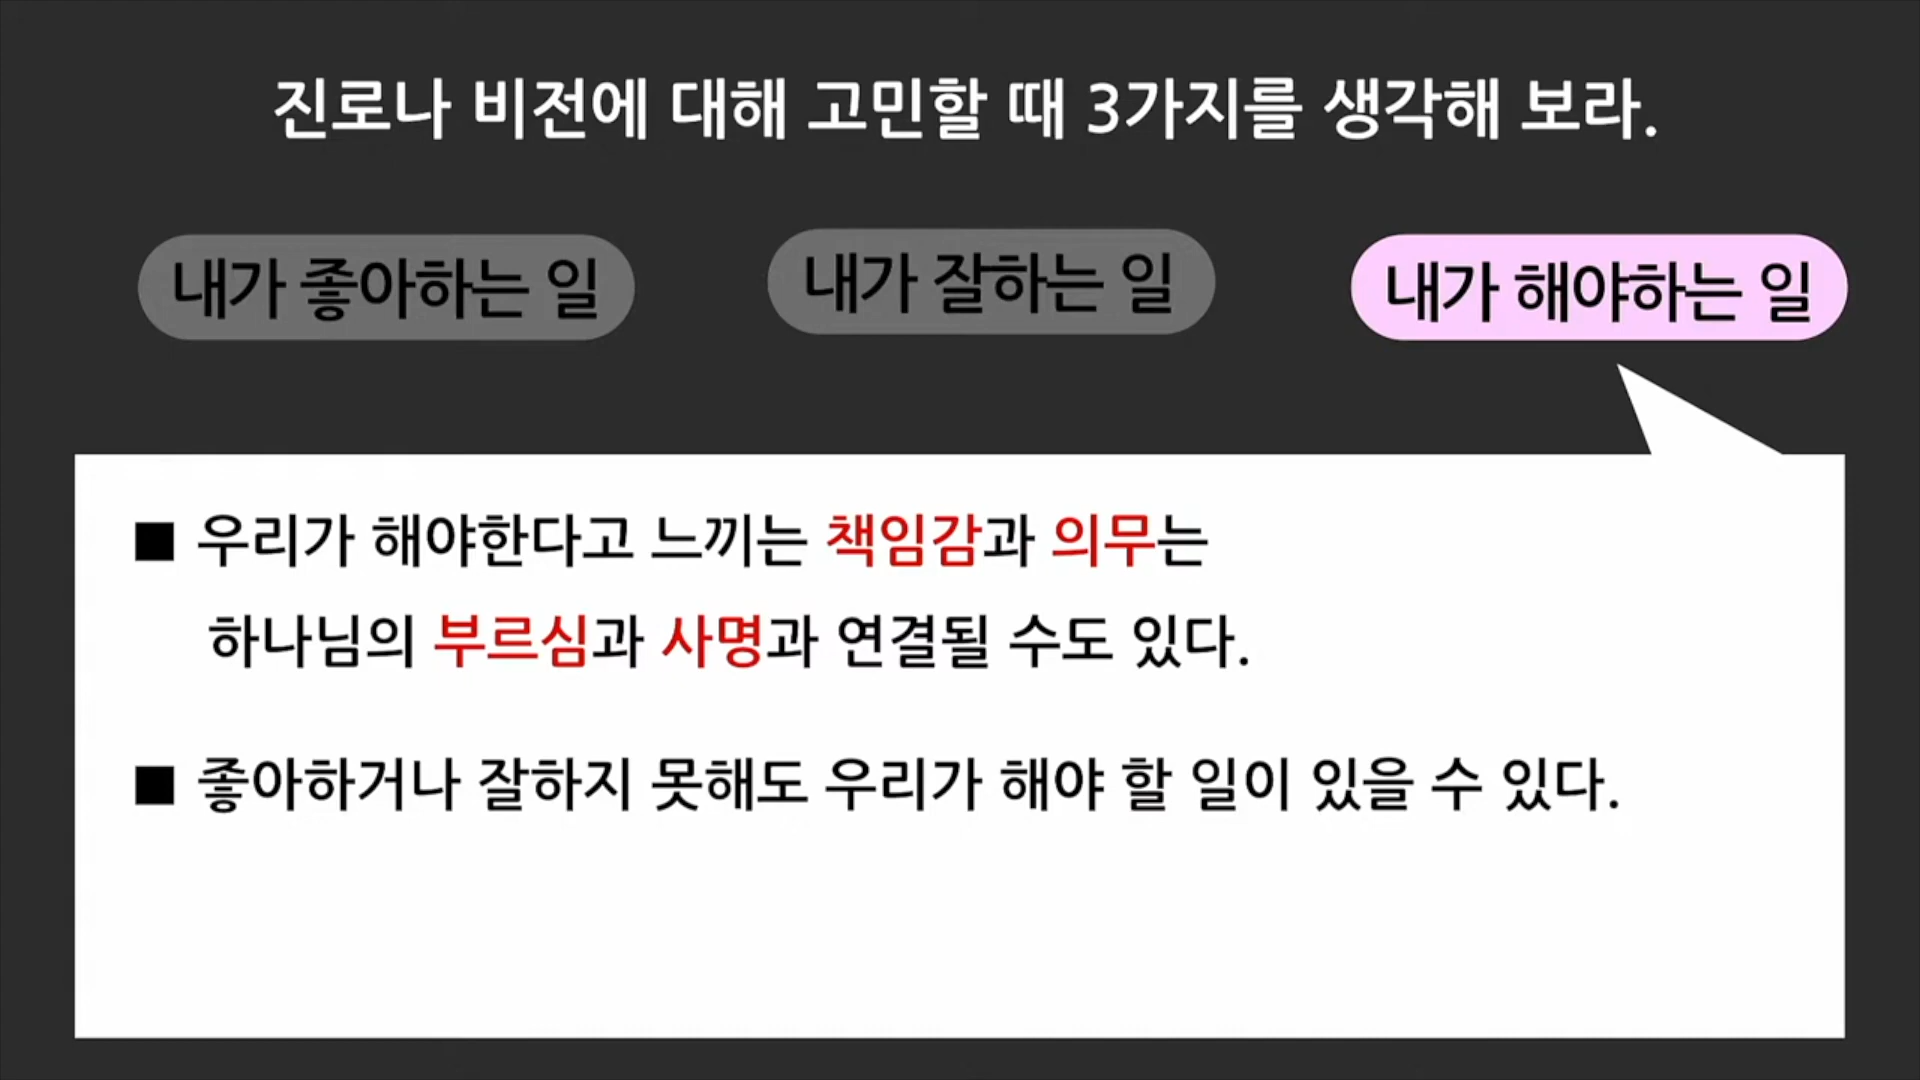 진로나 비전에 대해 고민할 때 3가지를 생각해 보라.
내가 좋아하는 일
내가 잘하는 일
내가 해야하는 일
■ 우리가 해야한다고 느끼는 책임감과 의무는
하나님의 부르심과 사명과 연결될 수도 있다.
■ 좋아하거나 잘하지 못해도 우리가 해야 할 일이 있을 수 있다.